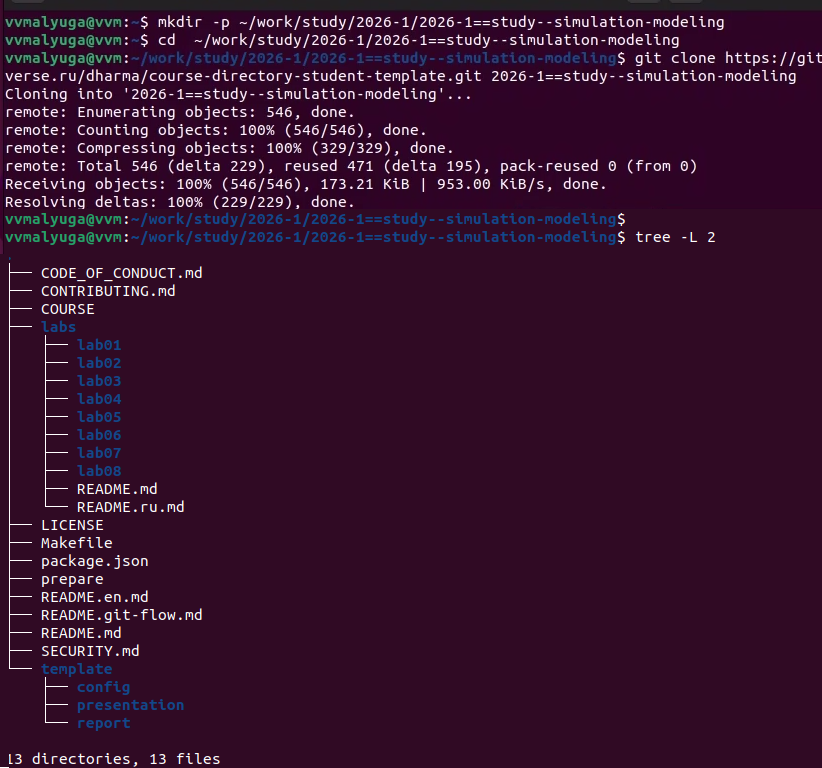 vvmalyuga@vvm:~$ mkdir -p ~/work/study/2026-1/2026-1==study--simulation-modeling
vvmalyuga@vvm:~$ cd  ~/work/study/2026-1/2026-1==study--simulation-modeling
vvmalyuga@vvm:~/work/study/2026-1/2026-1==study--simulation-modeling$ git clone https://git
verse.ru/dharma/course-directory-student-template.git 2026-1==study--simulation-modeling
Cloning into '2026-1==study--simulation-modeling'...
remote: Enumerating objects: 546, done.
remote: Counting objects: 100% (546/546), done.
remote: Compressing objects: 100% (329/329), done.
remote: Total 546 (delta 229), reused 471 (delta 195), pack-reused 0 (from 0)
Receiving objects: 100% (546/546), 173.21 KiB | 953.00 KiB/s, done.
Resolving deltas: 100% (229/229), done.
vvmalyuga@vvm:~/work/study/2026-1/2026-1==study--simulation-modeling$
vvmalyuga@vvm:~/work/study/2026-1/2026-1==study--simulation-modeling$ tree -L 2
.
├── CODE_OF_CONDUCT.md
├── CONTRIBUTING.md
├── COURSE
├── labs
│   ├── lab01
│   ├── lab02
│   ├── lab03
│   ├── lab04
│   ├── lab05
│   ├── lab06
│   ├── lab07
│   ├── lab08
│   ├── README.md
│   └── README.ru.md
├── LICENSE
├── Makefile
├── package.json
├── prepare
├── README.en.md
├── README.git-flow.md
├── README.md
├── SECURITY.md
└── template
    ├── config
    ├── presentation
    └── report
13 directories, 13 files